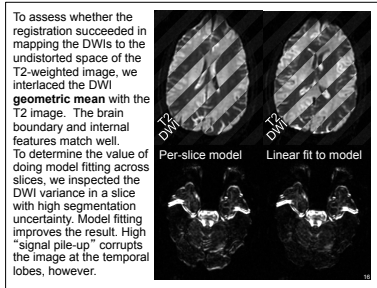 To assess whether the
registration succeeded in
mapping the DWIs to the
undistorted space of the
T2-weighted image, we
interlaced the DWI
geometric mean with the
T2 image. The brain
boundary and internal
features match well.
To determine the value of
doing model fitting across
slices, we inspected the
DWI variance in a slice
with high segmentation
uncertainty. Model fitting
improves the result. High
“signal pile-up” corrupts
the image at the temporal
lobes, however.
T2
DWI
T2
DWI
Per-slice model
Linear fit to model
16